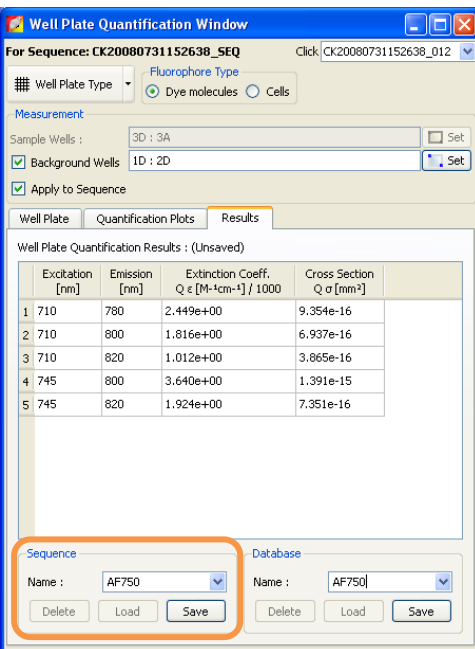 Well Plate Quantification Window
For Sequence: CK20080731152638_SEQ Click CK20080731152638_012
Well Plate Type
Fluorophore Type
Dye molecules Cells
Measurement
Sample Wells : 3D : 3A Set
Background Wells 1D : 2D Set
Apply to Sequence
Well Plate Quantification Plots Results
Well Plate Quantification Results : (Unsaved)
Excitation Emission Extinction Coeff. Cross Section
[nm] [nm] Q ε [M-¹cm-¹] / 1000 Q σ [mm²]
1 710 780 2.449e+00 9.354e-16
2 710 800 1.816e+00 6.937e-16
3 710 820 1.012e+00 3.865e-16
4 745 800 3.640e+00 1.391e-15
5 745 820 1.924e+00 7.351e-16
Sequence
Name : AF750
Delete Load Save
Database
Name : AF750
Delete Load Save